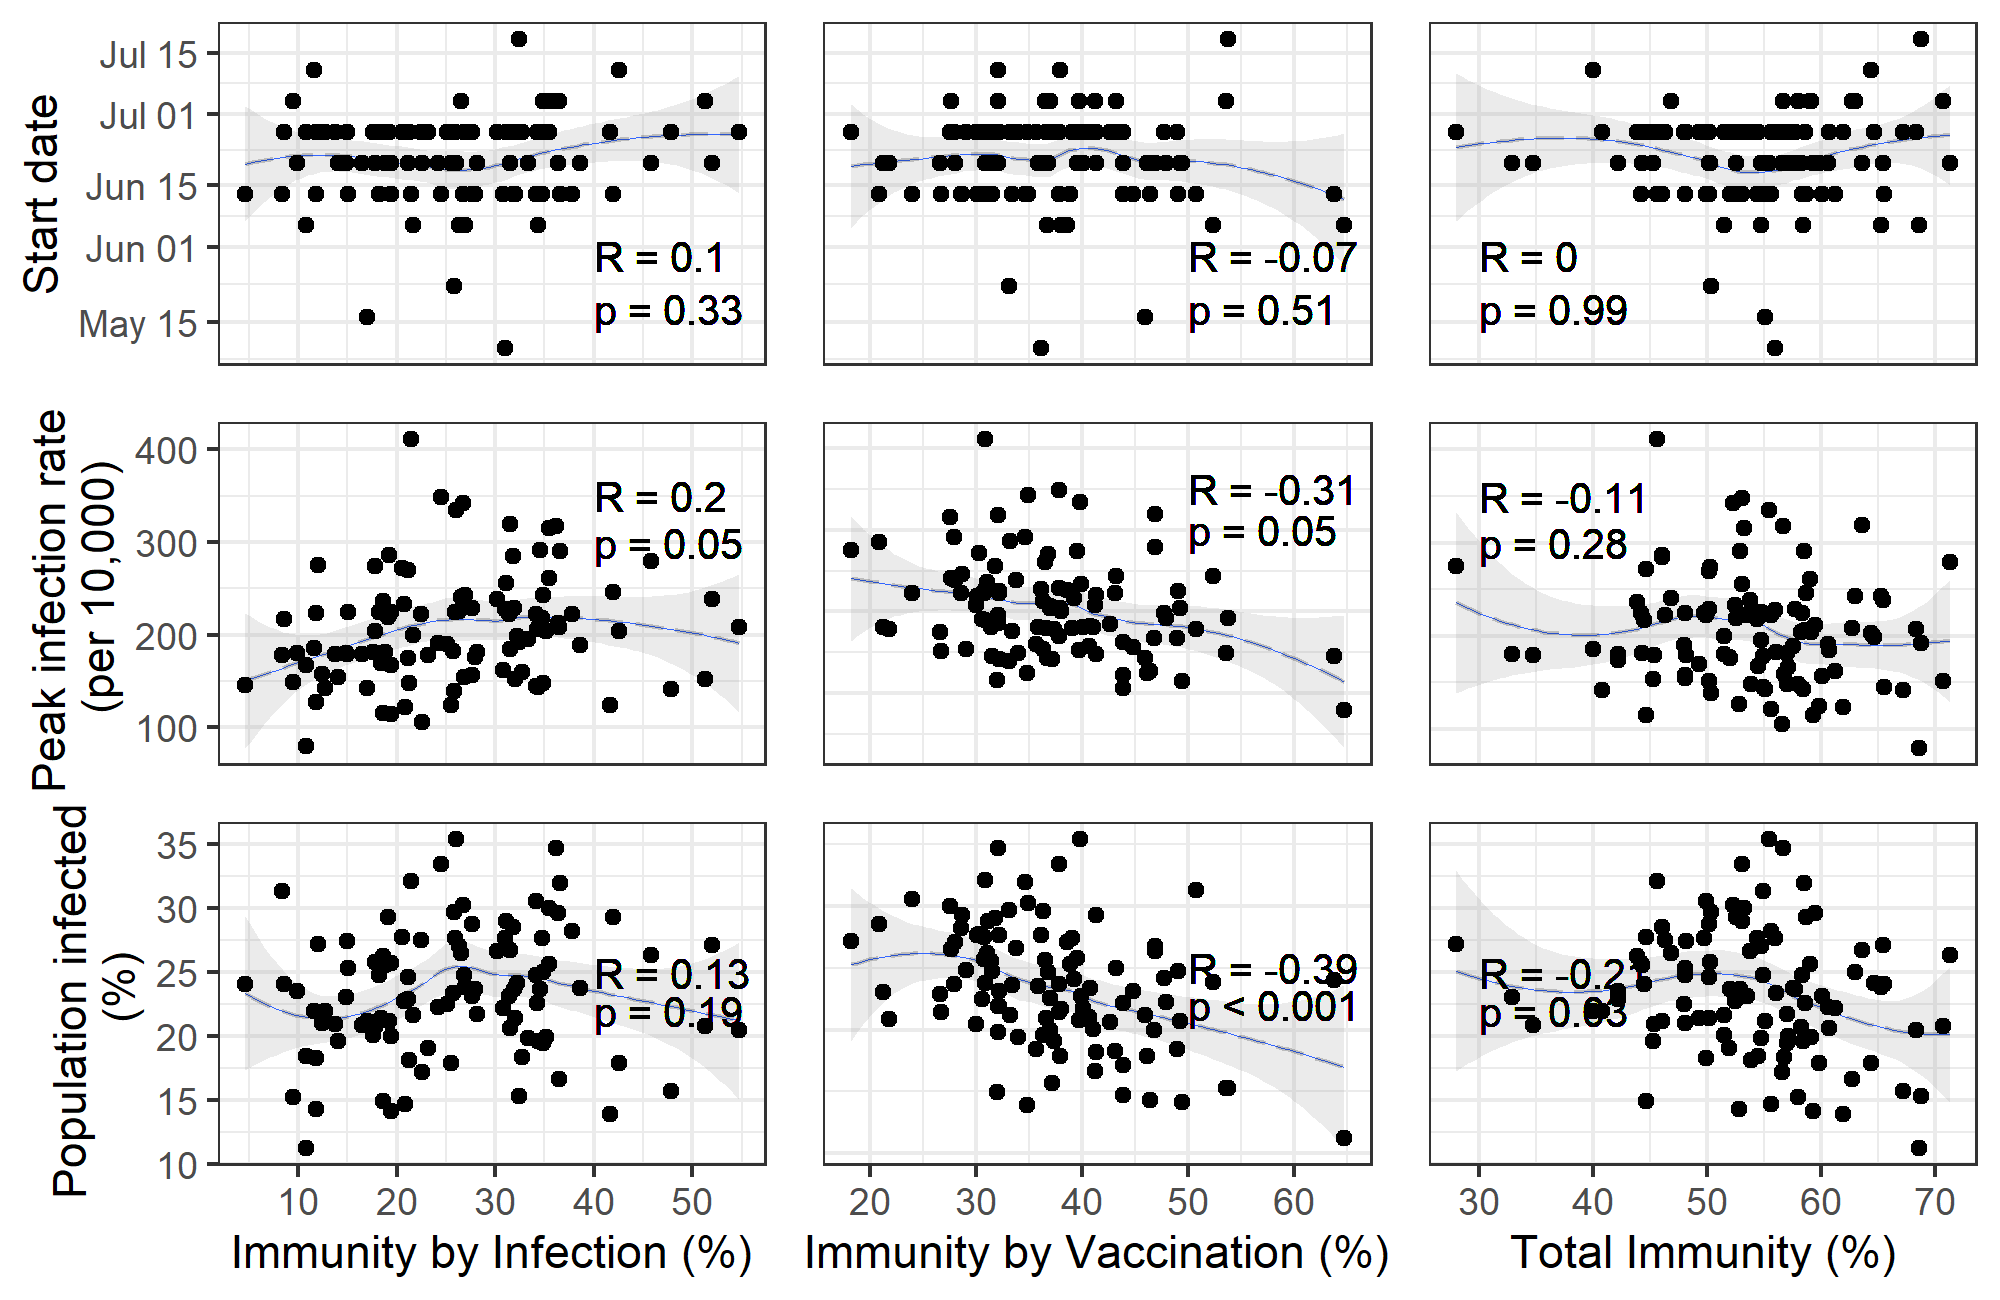 Start date
Jul 15
Jul 01
Jun 15
Jun 01
May 15
R = 0.1
p = 0.33
R = -0.07
p = 0.51
R = 0
p = 0.99
Peak infection rate
(per 10,000)
400
300
200
100
R = 0.2
p = 0.05
R = -0.31
p = 0.05
R = -0.11
p = 0.28
Population infected
(%)
35
30
25
20
15
10
R = 0.13
p = 0.19
R = -0.39
p < 0.001
R = -0.21
p = 0.03
10 20 30 40 50
20 30 40 50 60
30 40 50 60 70
Immunity by Infection (%)
Immunity by Vaccination (%)
Total Immunity (%)